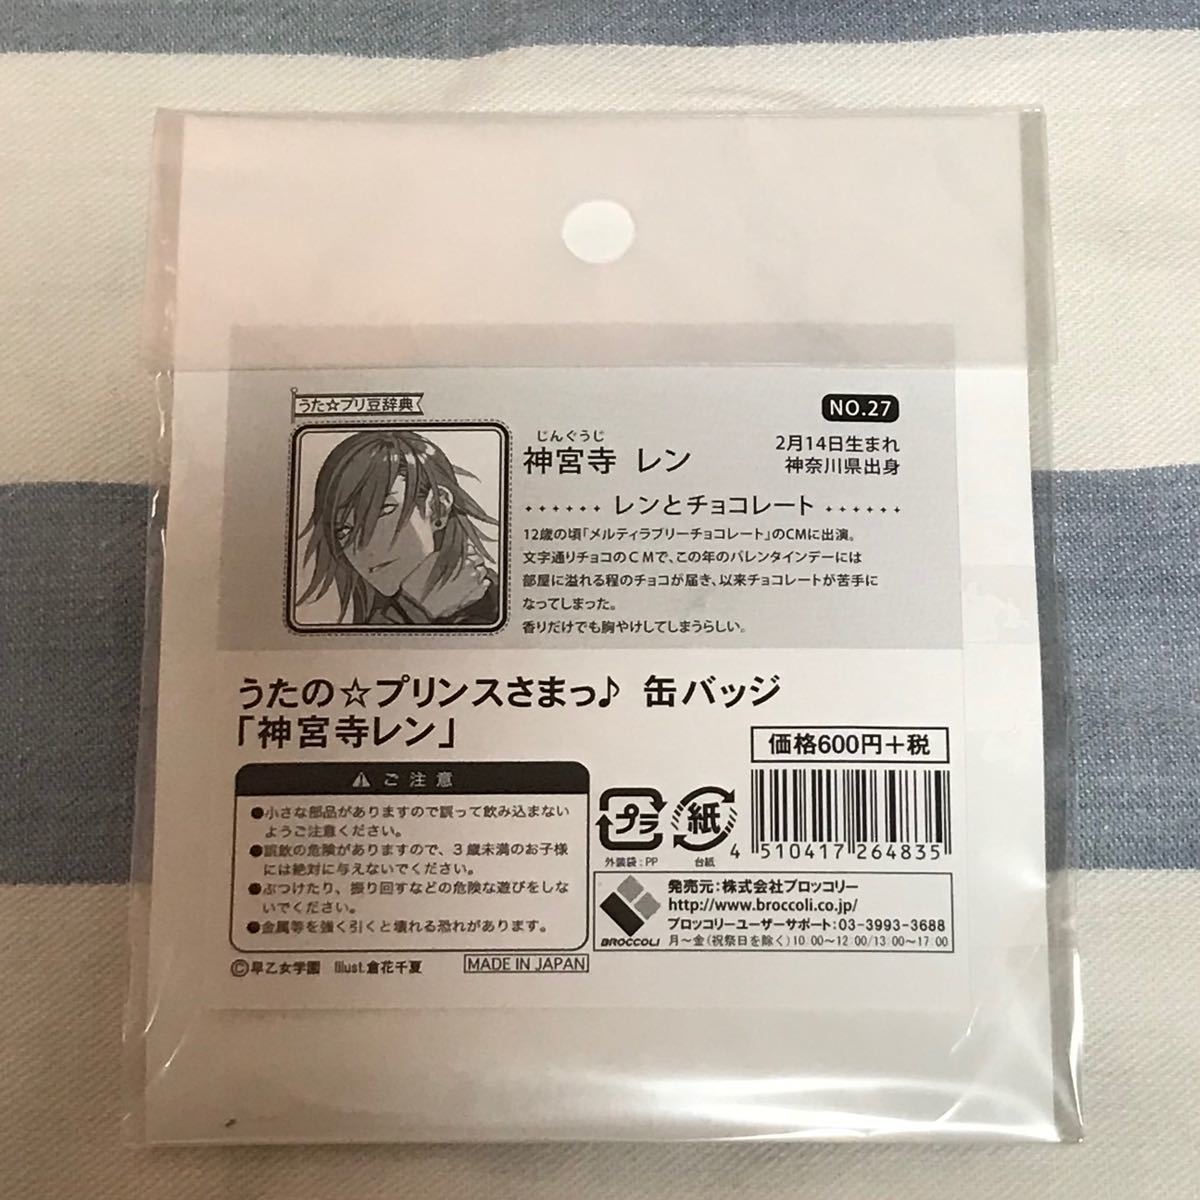 うた☆プリ豆辞典
NO.27
じんぐうじ
神宮寺 レン
2月14日生まれ
神奈川県出身
レンとチョコレート
12歳の頃「メルティラブリーチョコレート」のCMに出演。
文字通りチョコのＣＭで、この年のバレンタインデーには
部屋に溢れる程のチョコが届き、以来チョコレートが苦手に
なってしまった。
香りだけでも胸やけしてしまうらしい。
うたの☆プリンスさまっ♪ 缶バッジ
「神宮寺レン」
価格600円＋税
⚠ ご注意
●小さな部品がありますので誤って飲み込まない
ようご注意ください。
●誤飲の危険がありますので、３歳未満のお子様
には絶対に与えないでください。
●ぶつけたり、振り回すなどの危険な遊びをしな
いでください。
●金属等を強く引くと壊れる恐れがあります。
プラ
外装袋：PP
紙
台紙
4 510417 264835
BROCCOLI
発売元：株式会社ブロッコリー
http://www.broccoli.co.jp/
ブロッコリーユーザーサポート：03-3993-3688
月～金（祝祭日を除く）10:00～12:00/13:00～17:00
©早乙女学園 Illust.倉花千夏
MADE IN JAPAN